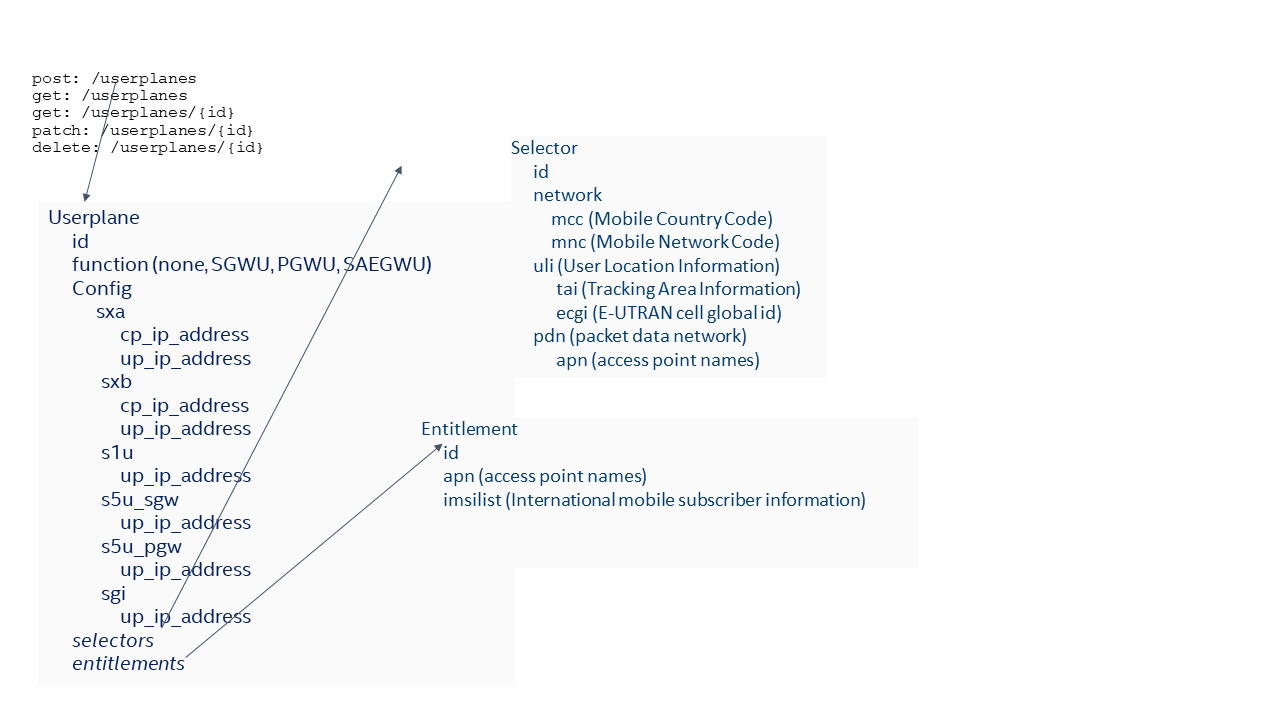 post: /userplanes
get: /userplanes
get: /userplanes/{id}
patch: /userplanes/{id}
delete: /userplanes/{id}
Userplane
id
function (none, SGWU, PGWU, SAEGWU)
Config
sxa
cp_ip_address
up_ip_address
sxb
cp_ip_address
up_ip_address
s1u
up_ip_address
s5u_sgw
up_ip_address
s5u_pgw
up_ip_address
sgi
up_ip_address
selectors
entitlements
Selector
id
network
mcc (Mobile Country Code)
mnc (Mobile Network Code)
uli (User Location Information)
tai (Tracking Area Information)
ecgi (E-UTRAN cell global id)
pdn (packet data network)
apn (access point names)
Entitlement
id
apn (access point names)
imsilist (International mobile subscriber information)